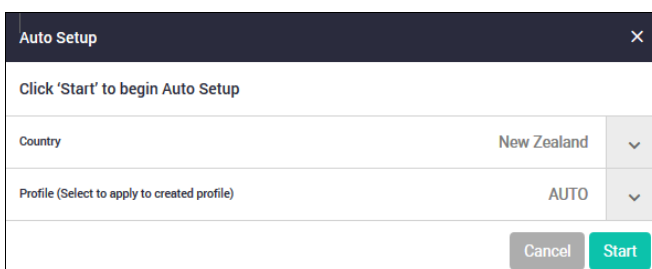 Auto Setup
Click ‘Start’ to begin Auto Setup
Country New Zealand
Profile (Select to apply to created profile) AUTO
Cancel Start